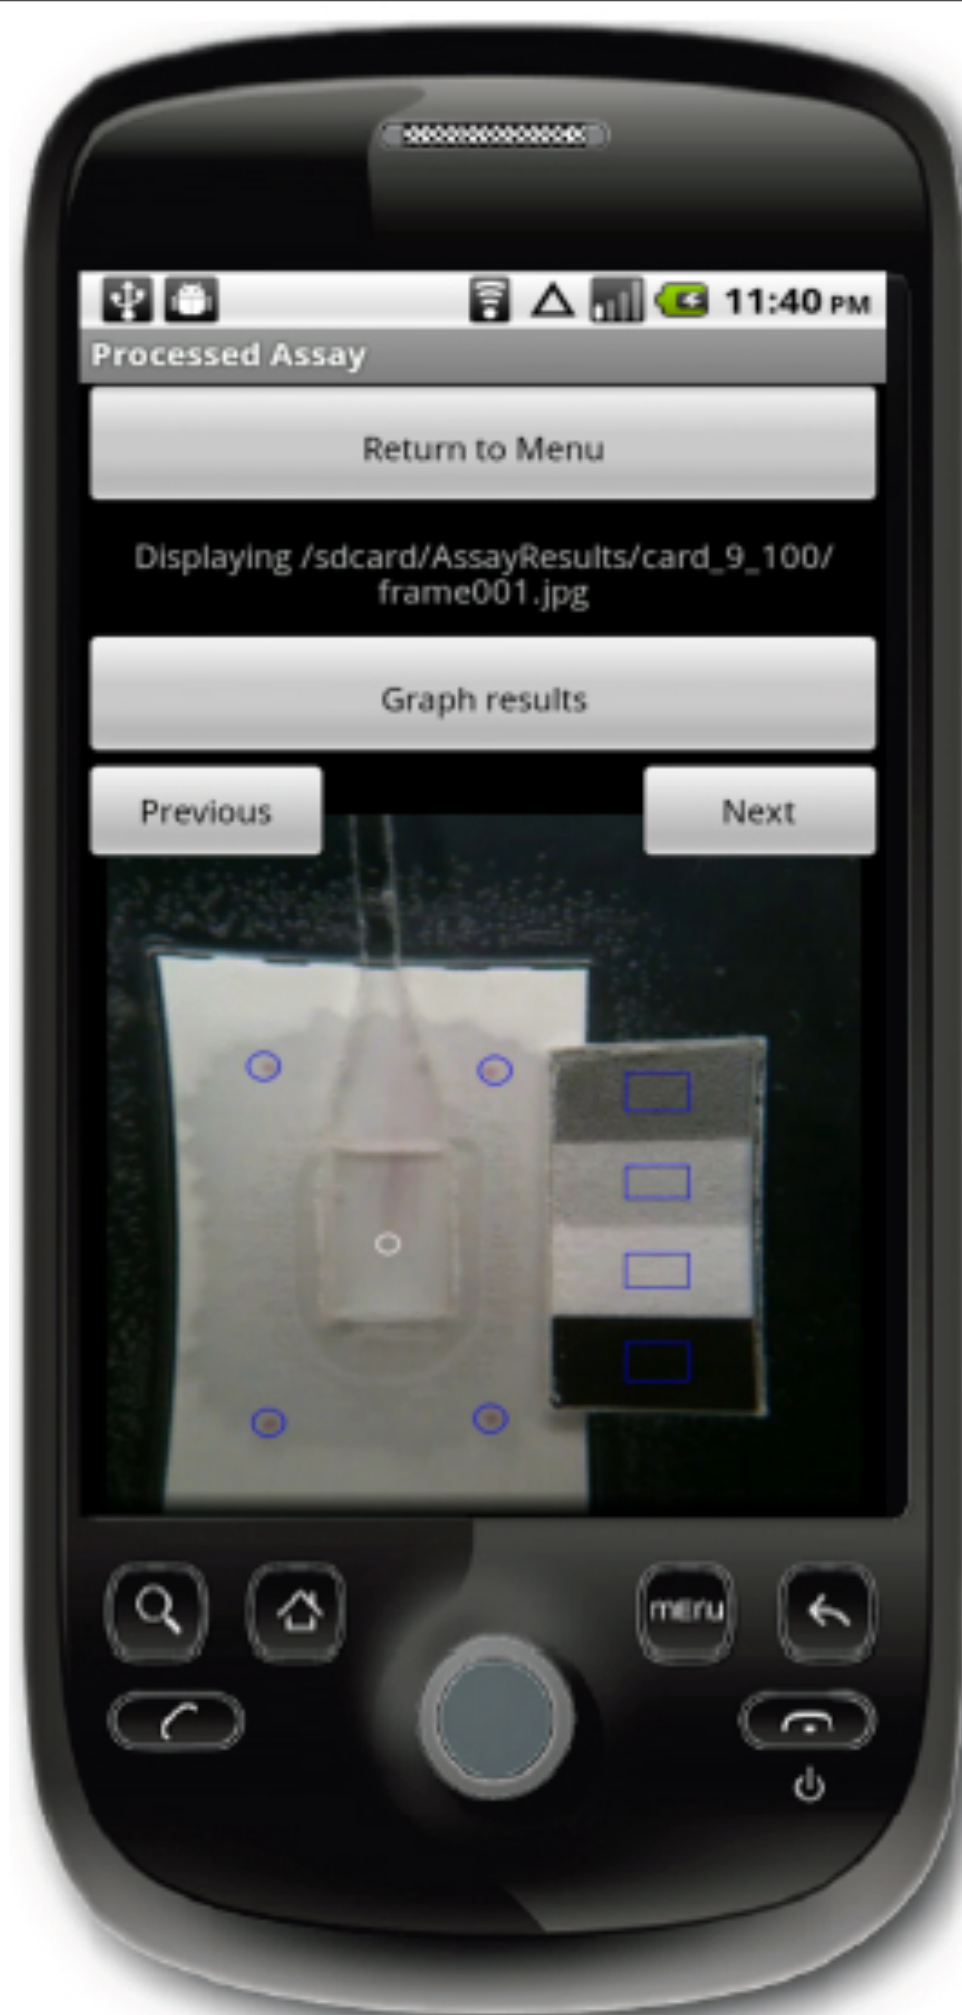 11:40 PM
Processed Assay
Return to Menu
Displaying /sdcard/AssayResults/card_9_100/
frame001.jpg
Graph results
Previous
Next
menu